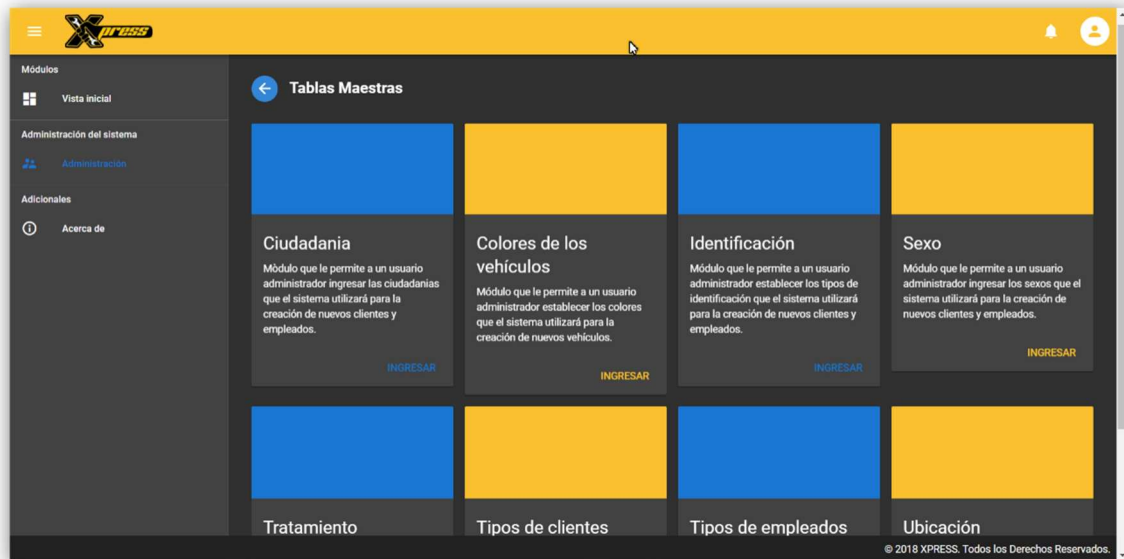 Xpress
Módulos
Vista inicial
Administración del sistema
Administración
Adicionales
Acerca de
Tablas Maestras
Ciudadania
Mòdulo que le permite a un usuario
administrador ingresar las ciudadanias
que el sistema utilizará para la
creación de nuevos clientes y
empleados.
INGRESAR
Colores de los
vehículos
Módulo que le permite a un usuario
administrador establecer los colores
que el sistema utilizará para la
creación de nuevos vehículos.
INGRESAR
Identificación
Módulo que le permite a un usuario
administrador establecer los tipos de
identificación que el sistema utilizará
para la creación de nuevos clientes y
empleados.
INGRESAR
Sexo
Módulo que le permite a un usuario
administrador ingresar los sexos que el
sistema utilizará para la creación de
nuevos clientes y empleados.
INGRESAR
Tratamiento
Tipos de clientes
Tipos de empleados
Ubicación
© 2018 XPRESS. Todos los Derechos Reservados.